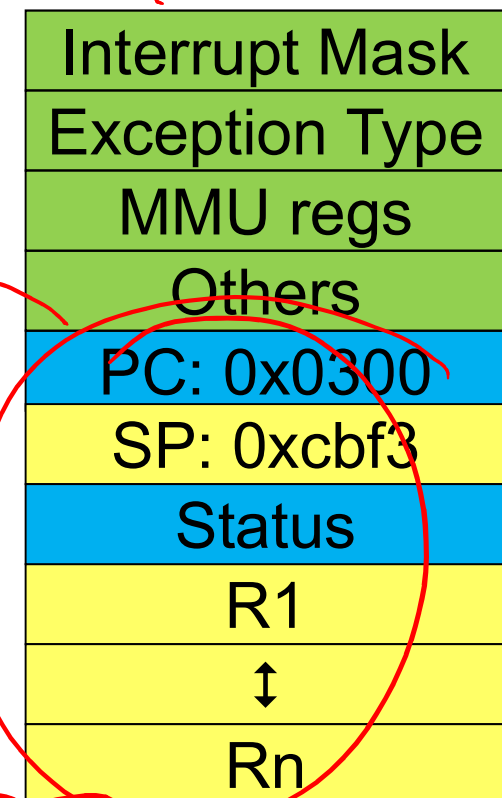 Interrupt Mask
Exception Type
MMU regs
Others
PC: 0x0300
SP: 0xcbf3
Status
R1
↕
Rn